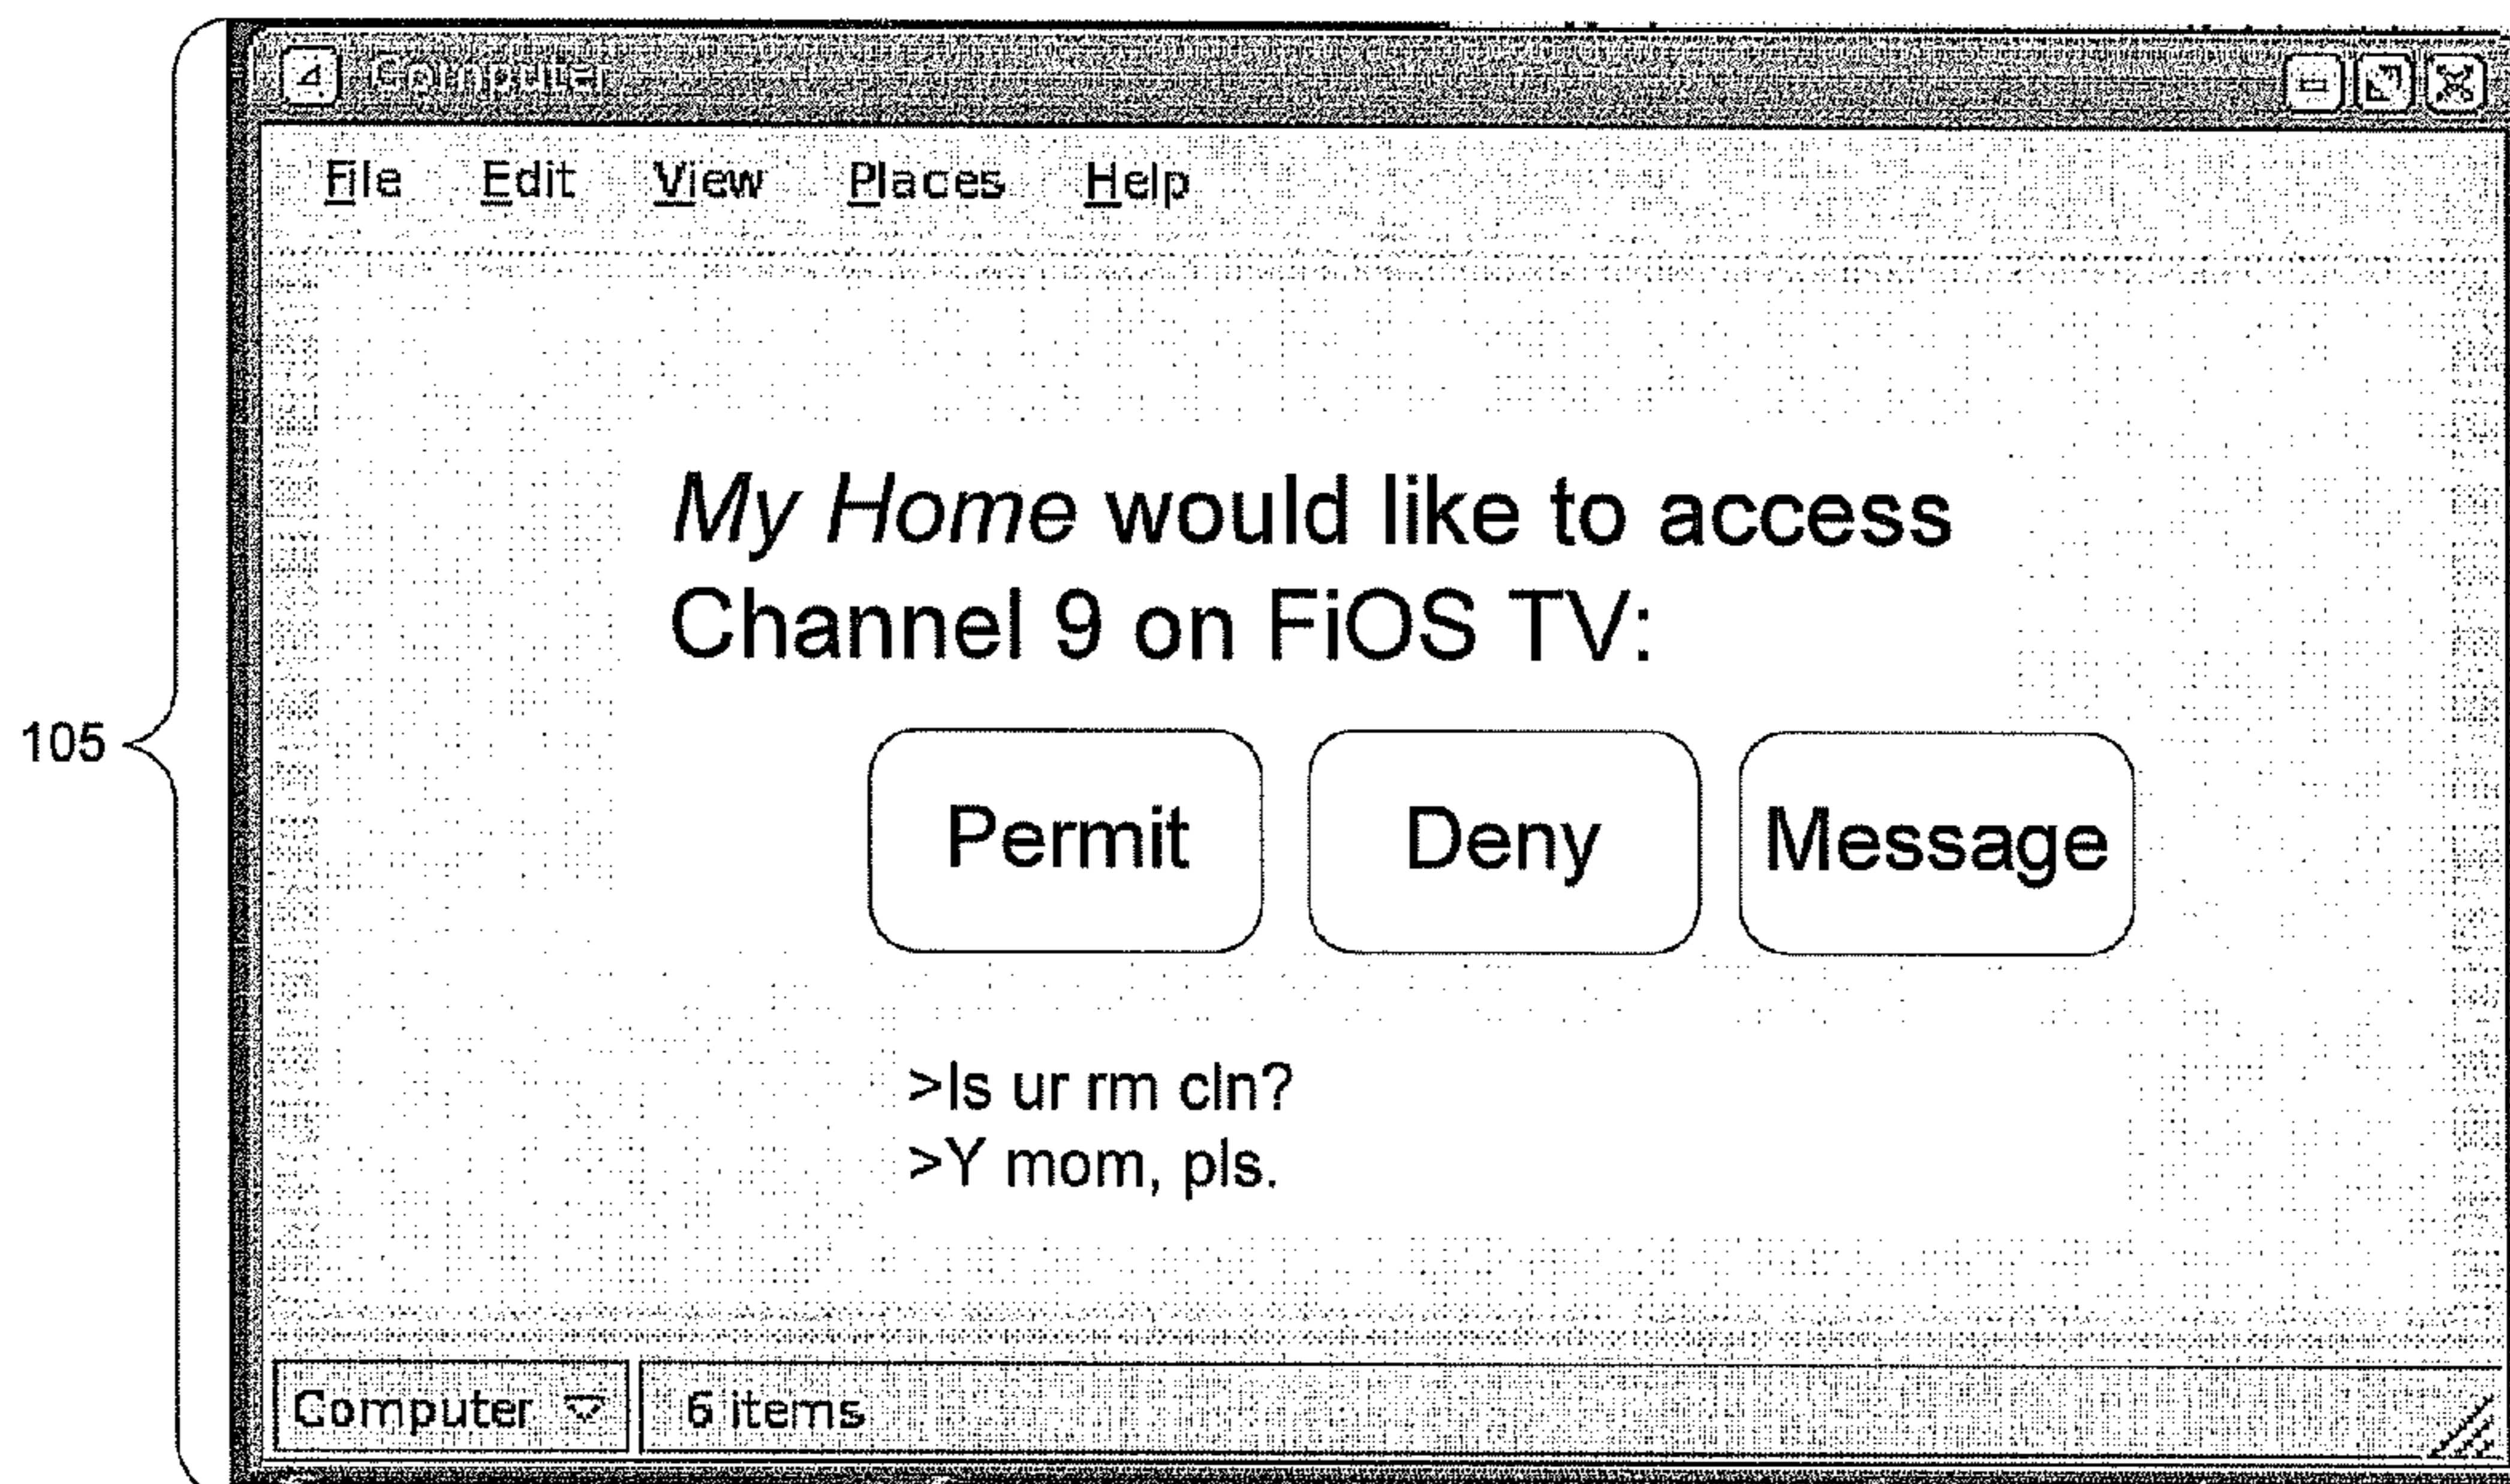 Computer
File Edit View Places Help
My Home would like to access
Channel 9 on FiOS TV:
105
Permit Deny Message
>Is ur rm cln?
>Y mom, pls.
Computer 6 items